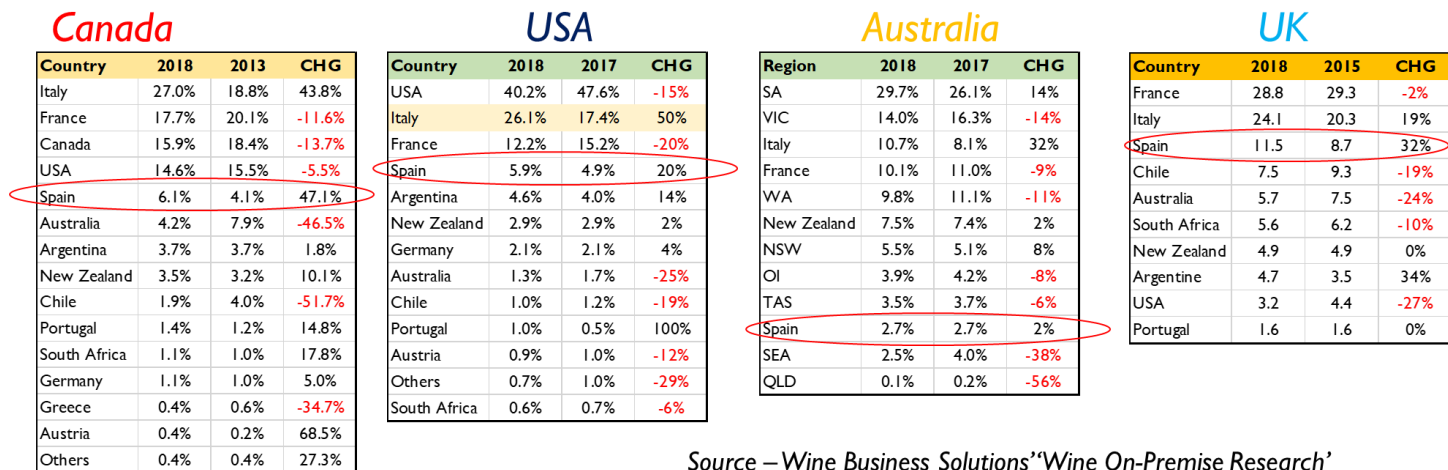 Canada
Country 2018 2013 CHG
Italy 27.0% 18.8% 43.8%
France 17.7% 20.1% -11.6%
Canada 15.9% 18.4% -13.7%
USA 14.6% 15.5% -5.5%
Spain 6.1% 4.1% 47.1%
Australia 4.2% 7.9% -46.5%
Argentina 3.7% 3.7% 1.8%
New Zealand 3.5% 3.2% 10.1%
Chile 1.9% 4.0% -51.7%
Portugal 1.4% 1.2% 14.8%
South Africa 1.1% 1.0% 17.8%
Germany 1.1% 1.0% 5.0%
Greece 0.4% 0.6% -34.7%
Austria 0.4% 0.2% 68.5%
Others 0.4% 0.4% 27.3%
USA
Country 2018 2017 CHG
USA 40.2% 47.6% -15%
Italy 26.1% 17.4% 50%
France 12.2% 15.2% -20%
Spain 5.9% 4.9% 20%
Argentina 4.6% 4.0% 14%
New Zealand 2.9% 2.9% 2%
Germany 2.1% 2.1% 4%
Australia 1.3% 1.7% -25%
Chile 1.0% 1.2% -19%
Portugal 1.0% 0.5% 100%
Austria 0.9% 1.0% -12%
Others 0.7% 1.0% -29%
South Africa 0.6% 0.7% -6%
Australia
Region 2018 2017 CHG
SA 29.7% 26.1% 14%
VIC 14.0% 16.3% -14%
Italy 10.7% 8.1% 32%
France 10.1% 11.0% -9%
WA 9.8% 11.1% -11%
New Zealand 7.5% 7.4% 2%
NSW 5.5% 5.1% 8%
OI 3.9% 4.2% -8%
TAS 3.5% 3.7% -6%
Spain 2.7% 2.7% 2%
SEA 2.5% 4.0% -38%
QLD 0.1% 0.2% -56%
UK
Country 2018 2015 CHG
France 28.8 29.3 -2%
Italy 24.1 20.3 19%
Spain 11.5 8.7 32%
Chile 7.5 9.3 -19%
Australia 5.7 7.5 -24%
South Africa 5.6 6.2 -10%
New Zealand 4.9 4.9 0%
Argentine 4.7 3.5 34%
USA 3.2 4.4 -27%
Portugal 1.6 1.6 0%
Source – Wine Business Solutions' 'Wine On-Premise Research'